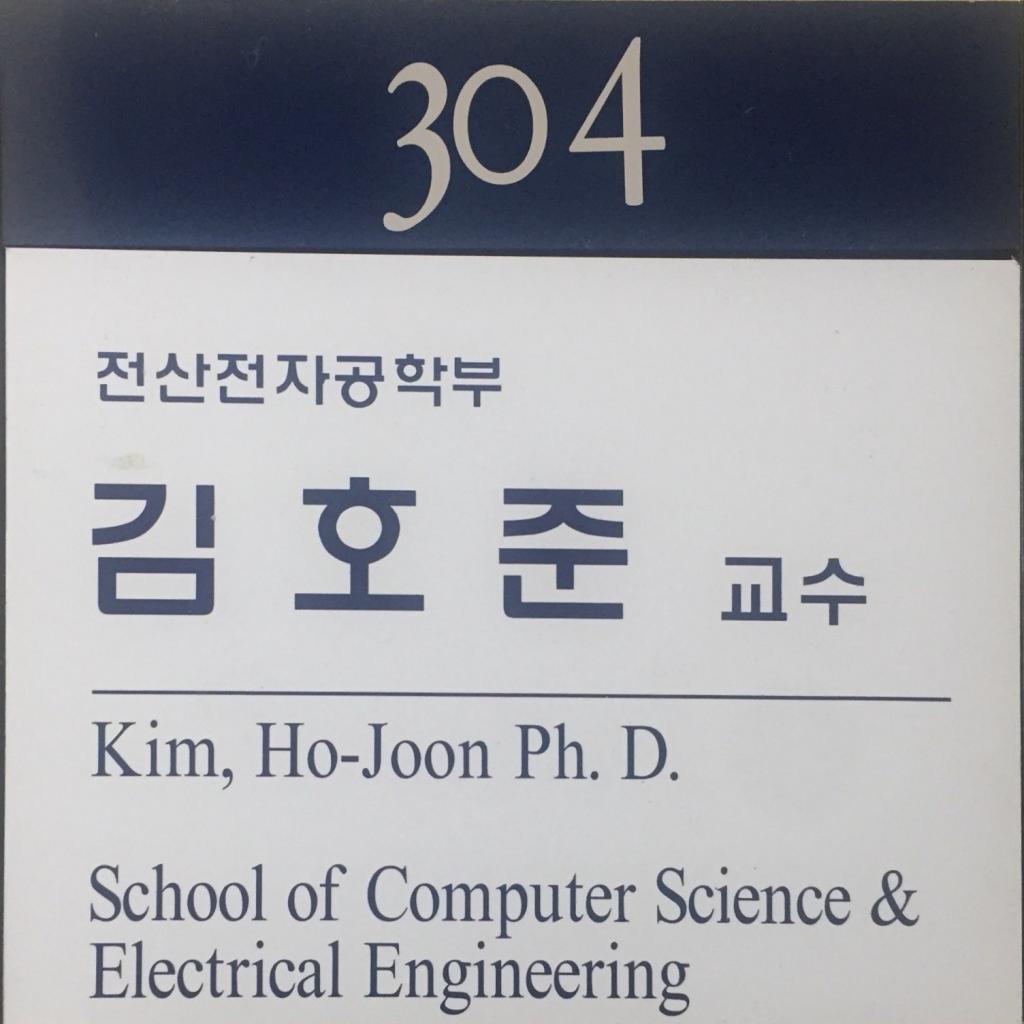 304
전산전자공학부
김호준 교수
Kim, Ho-Joon Ph. D.
School of Computer Science &
Electrical Engineering